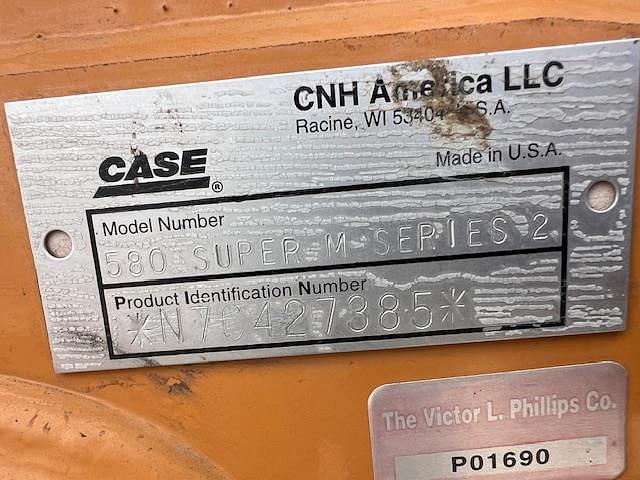 CNH America LLC
Racine, WI 53404 U.S.A.
CASE®
Made in U.S.A.
Model Number
580 SUPER M SERIES 2
Product Identification Number
*N7C427385*
The Victor L. Phillips Co.
P01690